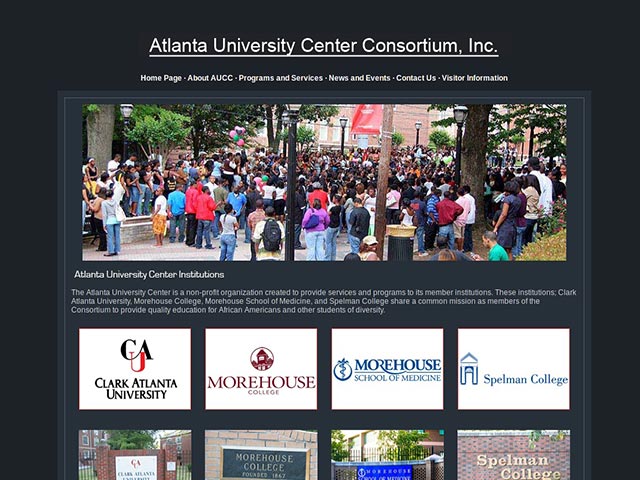 Atlanta University Center Consortium, Inc.
Home Page · About AUCC · Programs and Services · News and Events · Contact Us · Visitor Information
Atlanta University Center Institutions
The Atlanta University Center is a non-profit organization created to provide services and programs to its member institutions. These institutions; Clark
Atlanta University, Morehouse College, Morehouse School of Medicine, and Spelman College share a common mission as members of the
Consortium to provide quality education for African Americans and other students of diversity.
CAU
CLARK ATLANTA
UNIVERSITY
MOREHOUSE
COLLEGE
MOREHOUSE
SCHOOL OF MEDICINE
Spelman College
CLARK ATLANTA
UNIVERSITY
MOREHOUSE
COLLEGE
FOUNDED 1867
MOREHOUSE
SCHOOL OF MEDICINE
Spelman
College